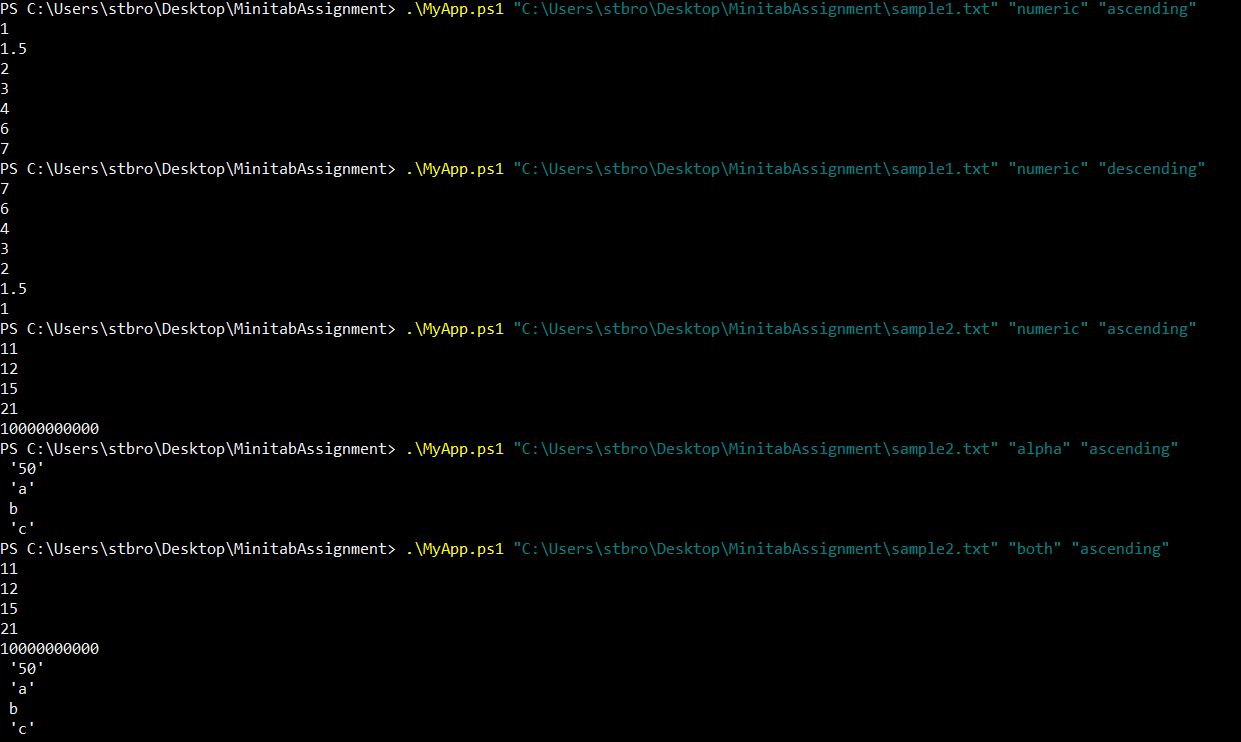 PS C:\Users\stbro\Desktop\MinitabAssignment> .\MyApp.ps1 "C:\Users\stbro\Desktop\MinitabAssignment\sample1.txt" "numeric" "ascending"
1
1.5
2
3
4
6
7
PS C:\Users\stbro\Desktop\MinitabAssignment> .\MyApp.ps1 "C:\Users\stbro\Desktop\MinitabAssignment\sample1.txt" "numeric" "descending"
7
6
4
3
2
1.5
1
PS C:\Users\stbro\Desktop\MinitabAssignment> .\MyApp.ps1 "C:\Users\stbro\Desktop\MinitabAssignment\sample2.txt" "numeric" "ascending"
11
12
15
21
10000000000
PS C:\Users\stbro\Desktop\MinitabAssignment> .\MyApp.ps1 "C:\Users\stbro\Desktop\MinitabAssignment\sample2.txt" "alpha" "ascending"
 '50'
 'a'
 b
 'c'
PS C:\Users\stbro\Desktop\MinitabAssignment> .\MyApp.ps1 "C:\Users\stbro\Desktop\MinitabAssignment\sample2.txt" "both" "ascending"
11
12
15
21
10000000000
 '50'
 'a'
 b
 'c'